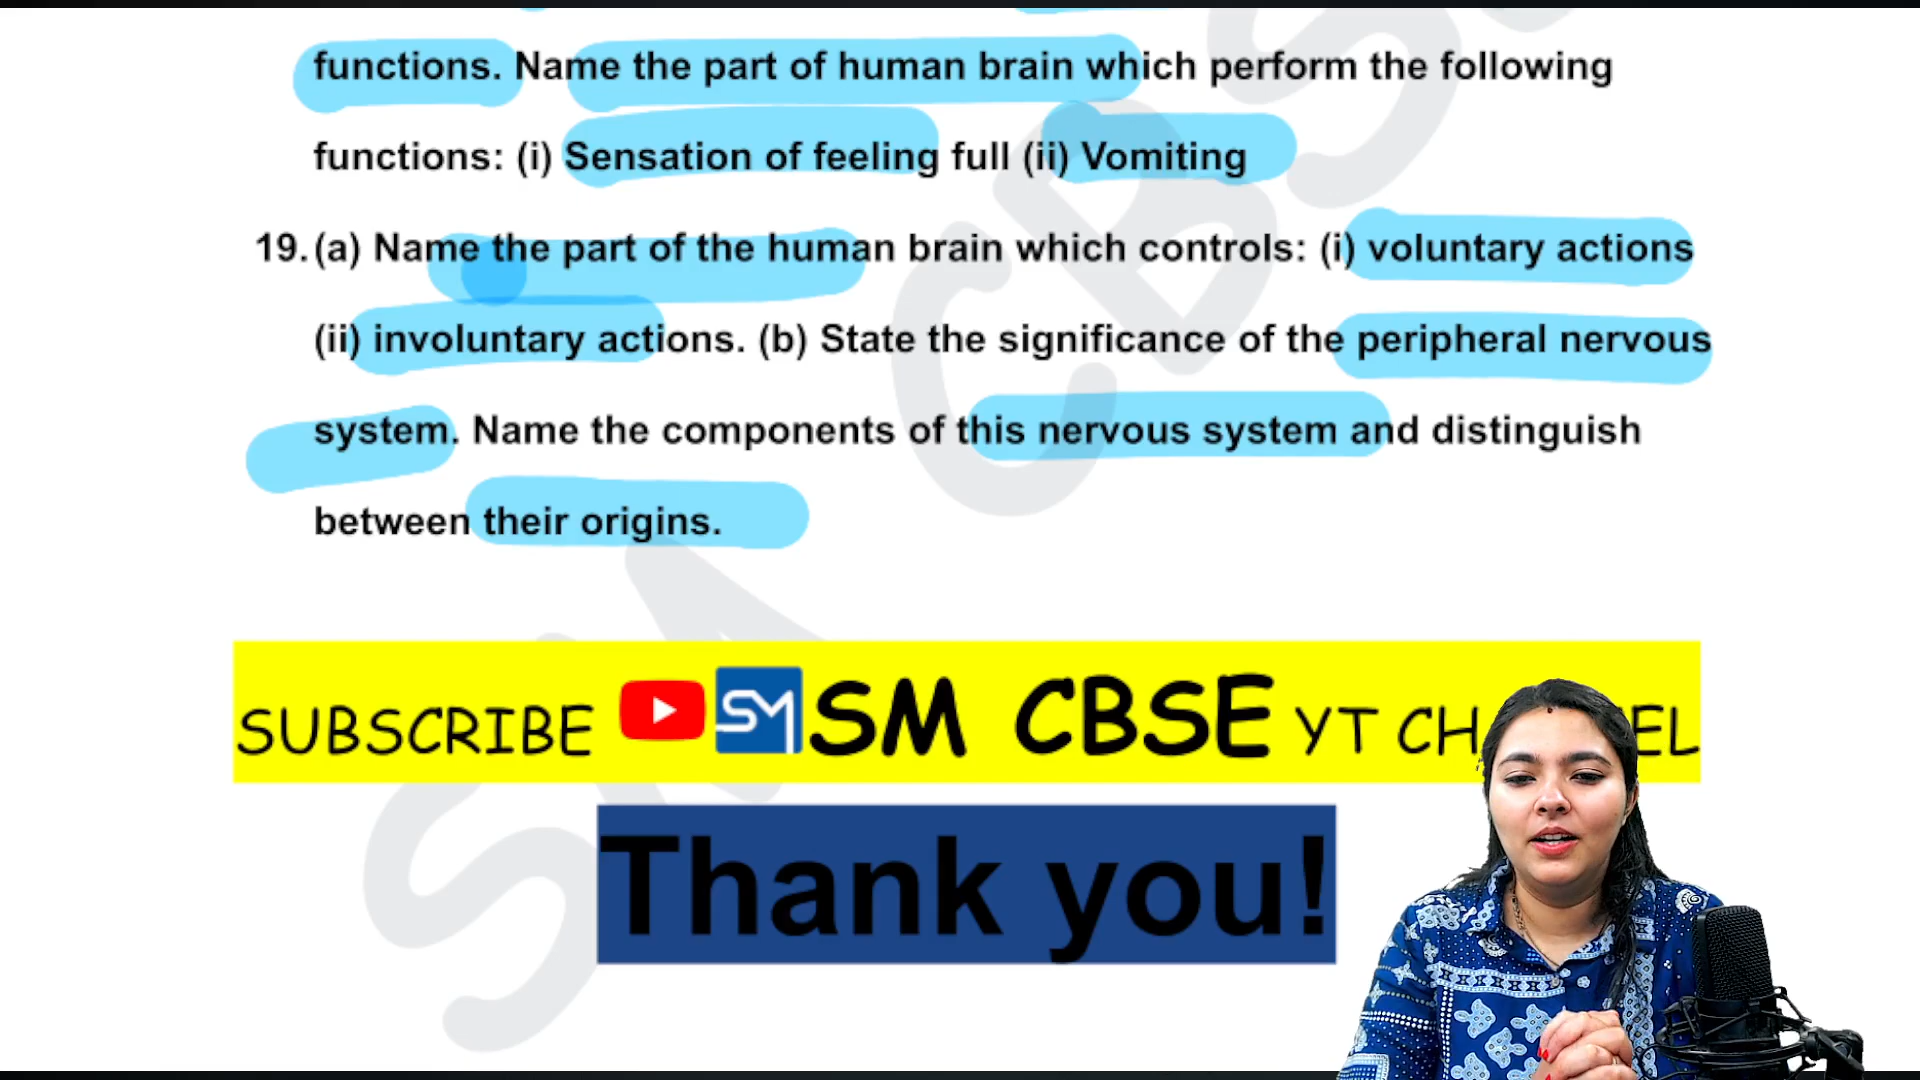 functions. Name the part of human brain which perform the following
functions: (i) Sensation of feeling full (ii) Vomiting
19. (a) Name the part of the human brain which controls: (i) voluntary actions
(ii) involuntary actions. (b) State the significance of the peripheral nervous
system. Name the components of this nervous system and distinguish
between their origins.
SUBSCRIBE SM SM CBSE YT CH EL
Thank you!
SM CBSE